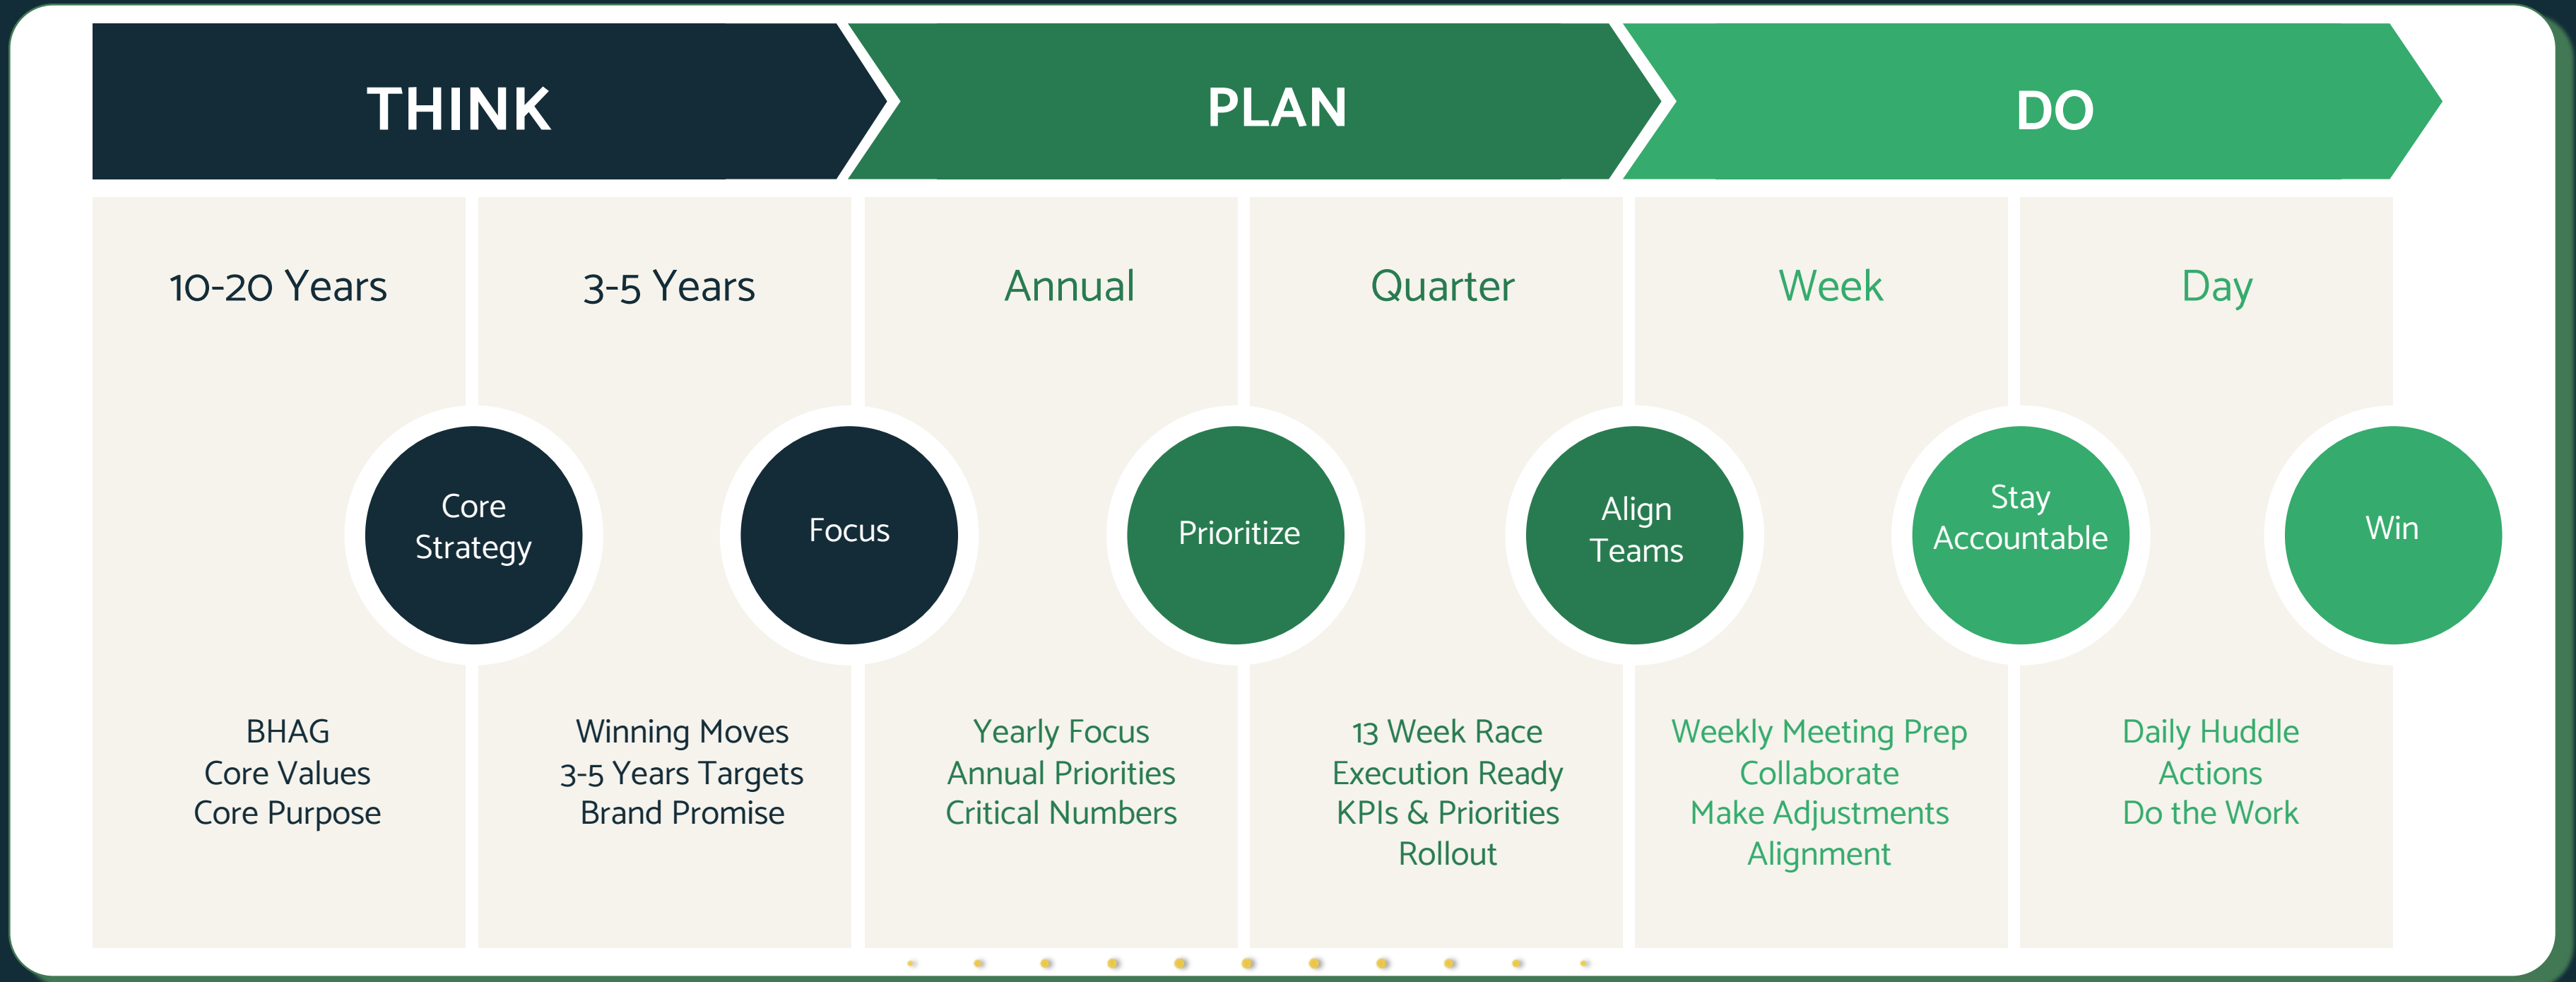 THINK
PLAN
DO
10-20 Years
3-5 Years
Annual
Quarter
Week
Day
Core
Strategy
Focus
Prioritize
Align
Teams
Stay
Accountable
Win
BHAG
Core Values
Core Purpose
Winning Moves
3-5 Years Targets
Brand Promise
Yearly Focus
Annual Priorities
Critical Numbers
13 Week Race
Execution Ready
KPIs & Priorities
Rollout
Weekly Meeting Prep
Collaborate
Make Adjustments
Alignment
Daily Huddle
Actions
Do the Work